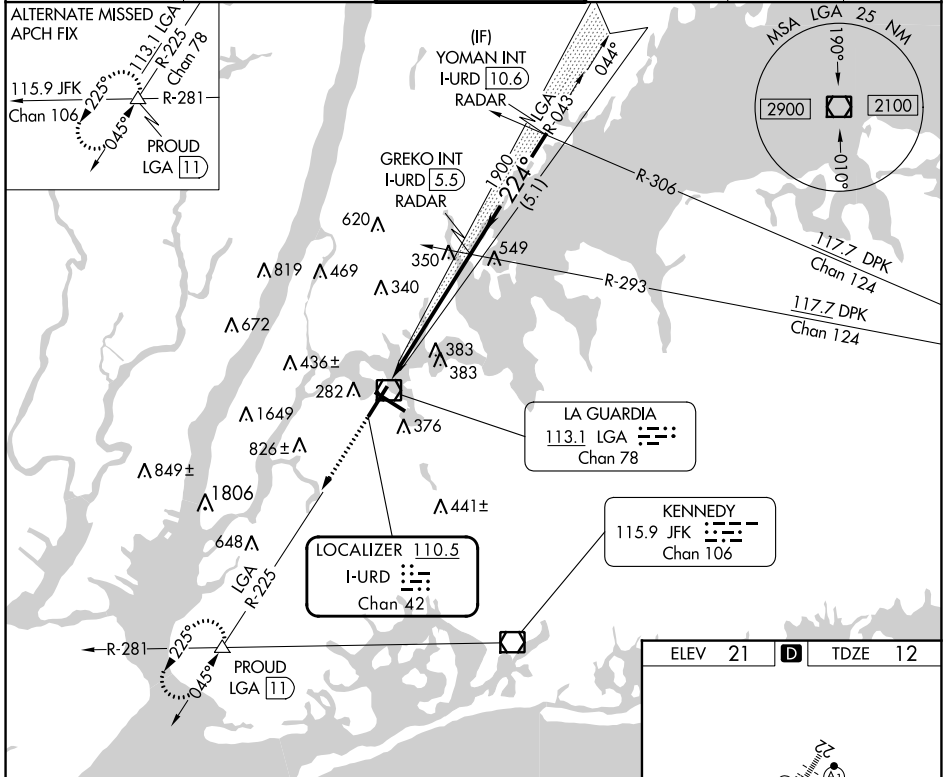 ALTERNATE MISSED
APCH FIX
113.1 LGA
R-225
Chan 78
115.9 JFK
Chan 106
R-281
225°
045°
PROUD
LGA 11
(IF)
YOMAN INT
I-URD 10.6
RADAR
LGA
R-043
044°
MSA LGA 25 NM
190°
2900
2100
010°
GREKO INT
I-URD 5.5
RADAR
1900
224°
(5.1)
R-306
117.7 DPK
Chan 124
R-293
117.7 DPK
Chan 124
620
350
549
819
469
340
672
436±
383
383
282
1649
376
826±
849±
1806
441±
648
LA GUARDIA
113.1 LGA
Chan 78
KENNEDY
115.9 JFK
Chan 106
LOCALIZER 110.5
I-URD
Chan 42
LGA
R-225
R-281
225°
045°
PROUD
LGA 11
ELEV 21 D TDZE 12
22
A1